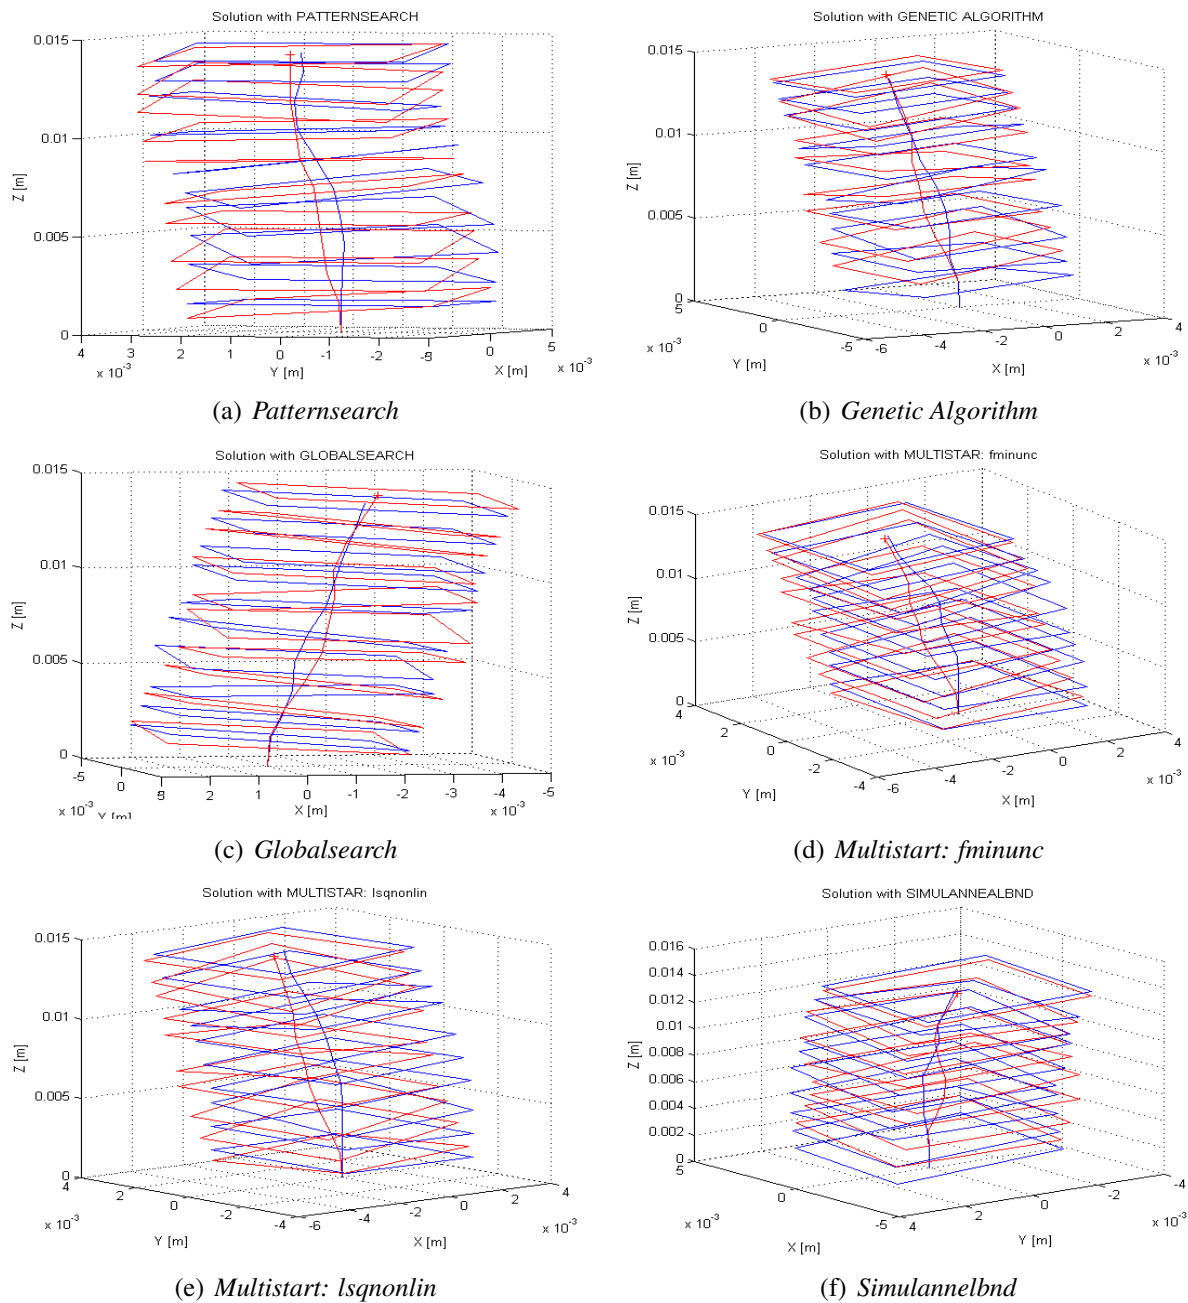 Solution with PATTERNSEARCH
0.015
0.01
0.005
0
Z [m]
4 3 2 1 0 -1 -2 -5 0 5
x 10-3 Y [m] X [m] x 10-3
(a) Patternsearch
Solution with GENETIC ALGORITHM
0.015
0.01
0.005
0
Z [m]
5 0 -5 -6 -4 -2 0 2 4
x 10-3 Y [m] X [m] x 10-3
(b) Genetic Algorithm
Solution with GLOBALSEARCH
0.015
0.01
0.005
0
Z [m]
-5 0 5 2 1 0 -1 -2 -3 -4 -5
x 10-3 Y [m] X [m] x 10-3
(c) Globalsearch
Solution with MULTISTAR: fminunc
0.015
0.01
0.005
0
Z [m]
4 2 0 -2 -4 -6 -4 -2 0 2 4
x 10-3 Y [m] X [m] x 10-3
(d) Multistart: fminunc
Solution with MULTISTAR: lsqnonlin
0.015
0.01
0.005
0
Z [m]
4 2 0 -2 -4 -6 -4 -2 0 2 4
x 10-3 Y [m] X [m] x 10-3
(e) Multistart: lsqnonlin
Solution with SIMULANNEALBND
0.016
0.014
0.012
0.01
0.008
0.006
0.004
0.002
0
Z [m]
5 0 -5 4 2 0 -2 -4
x 10-3 X [m] Y [m] x 10-3
(f) Simulannelbnd